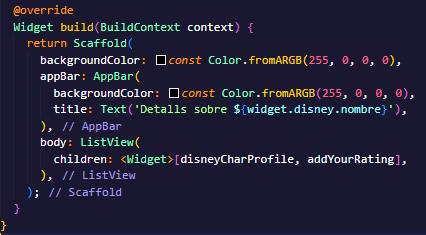 @override
Widget build(BuildContext context) {
return Scaffold(
backgroundColor: const Color.fromARGB(255, 0, 0, 0),
appBar: AppBar(
backgroundColor: const Color.fromARGB(255, 0, 0, 0),
title: Text('Detalls sobre ${widget.disney.nombre}'),
), // AppBar
body: ListView(
children: <Widget>[disneyCharProfile, addYourRating],
), // ListView
); // Scaffold
}
}